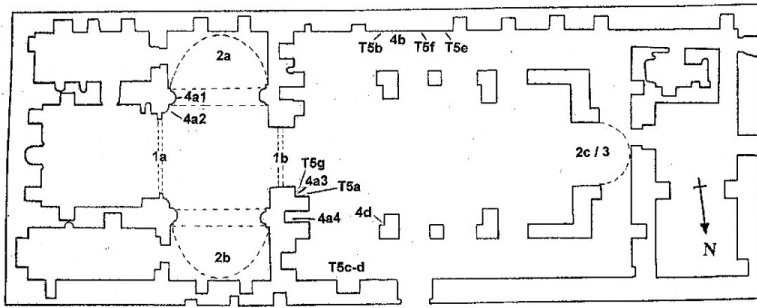 2a
T5b 4b T5f T5e
4a1
4a2
1a
1b
T5g
4a3
T5a
2c / 3
4a4
4d
2b
T5c-d
N